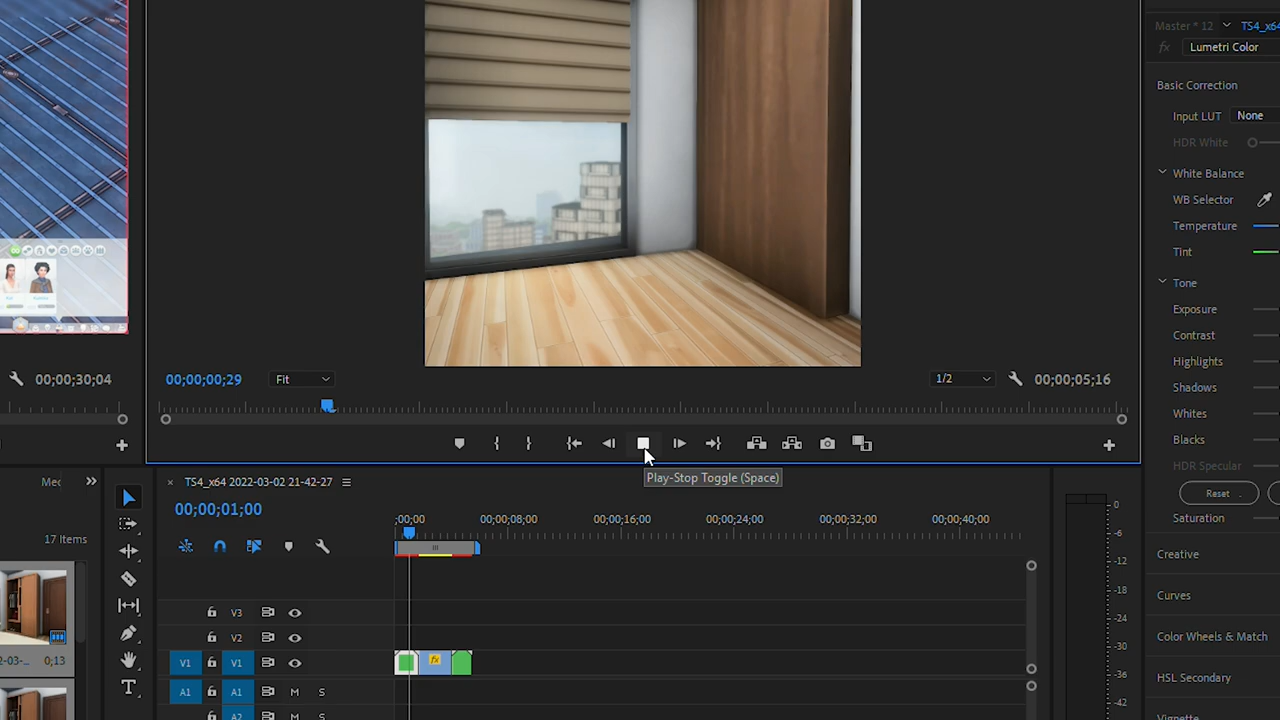 Master * 12
TS4_x64
fx
Lumetri Color
Basic Correction
Input LUT
None
HDR White
White Balance
WB Selector
Temperature
Tint
Tone
Exposure
Contrast
Highlights
Shadows
Whites
Blacks
HDR Specular
Reset
Saturation
Creative
Curves
Color Wheels & Match
HSL Secondary
Vignette
00;00;30;04
00;00;00;29
Fit
1/2
00;00;05;16
Play-Stop Toggle (Space)
Mec
17 Items
0;13
× TS4_x64 2022-03-02 21-42-27
00;00;01;00
;00;00
00;00;08;00
00;00;16;00
00;00;24;00
00;00;32;00
00;00;40;00
V3
V2
V1
V1
fx
A1
A1
M
S
A2
M
S
0
-6
-12
-18
-24
-30
-36
-42